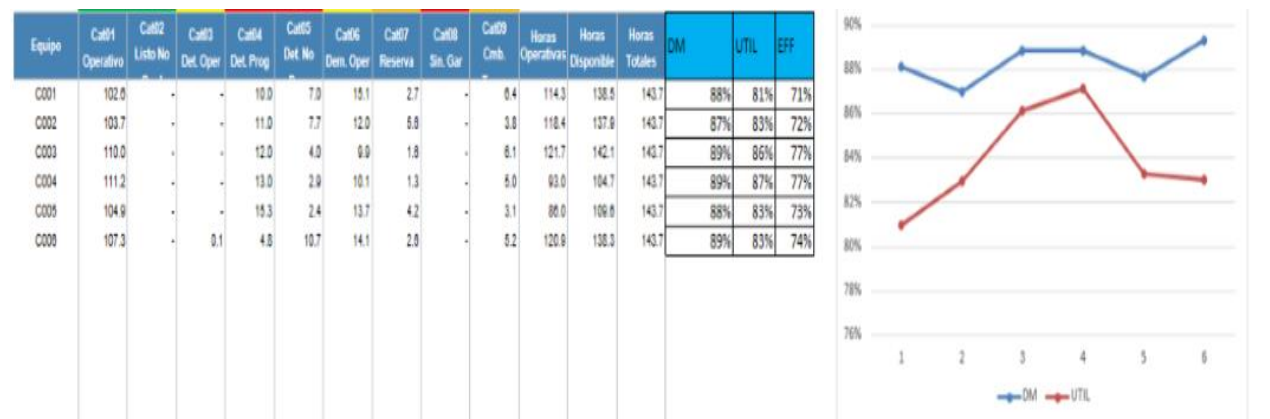 Equipo Cat01 Operativo Cat02 Listo No Cat03 Det. Oper Cat04 Det. Prog Cat05 Det. No Cat06 Dem. Oper Cat07 Reserva Cat08 Sin. Gar Cat09 Cmb. Horas Operativas Horas Disponible Horas Totales DM UTIL EFF
C001 102.6 - - 10.0 7.0 15.1 2.7 - 6.4 114.3 138.5 143.7 88% 81% 71%
C002 103.7 - - 11.0 7.7 12.0 5.6 - 3.8 118.4 137.9 143.7 87% 83% 72%
C003 110.0 - - 12.0 4.0 9.9 1.6 - 6.1 121.7 142.1 143.7 89% 86% 77%
C004 111.2 - - 13.0 2.9 10.1 1.3 - 5.0 93.0 104.7 143.7 89% 87% 77%
C005 104.9 - - 15.3 2.4 13.7 4.2 - 3.1 86.0 109.6 143.7 88% 83% 73%
C006 107.3 - 0.1 4.6 10.7 14.1 2.6 - 5.2 120.9 138.3 143.7 89% 83% 74%
90%
88%
86%
84%
82%
80%
78%
76%
1 2 3 4 5 6
DM UTIL